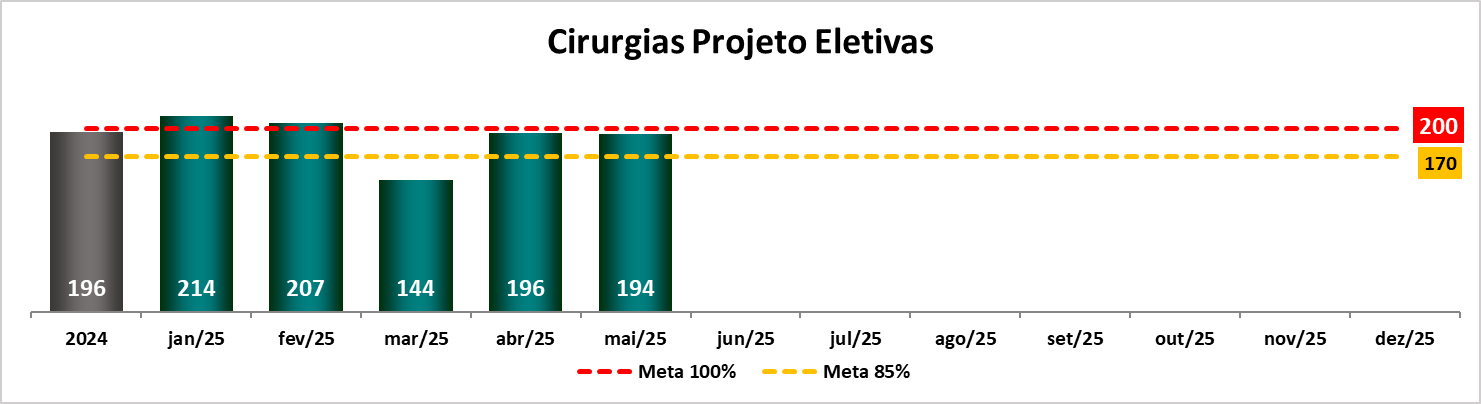 Cirurgias Projeto Eletivas
200
170
196 214 207 144 196 194
2024 jan/25 fev/25 mar/25 abr/25 mai/25 jun/25 jul/25 ago/25 set/25 out/25 nov/25 dez/25
Meta 100% Meta 85%